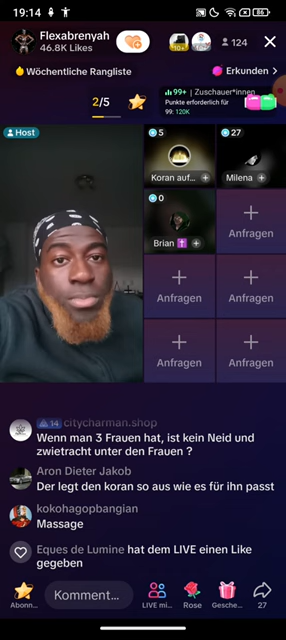 19:14
86
Flexabrenyah
46.8K Likes
10+
124
Wöchentliche Rangliste
Erkunden
2/5
99+ | Zuschauer*innen
Punkte erforderlich für
99: 120K
Host
5
27
Koran auf...
Milena
0
Brian
Anfragen
Anfragen
Anfragen
Anfragen
Anfragen
14 citycharman.shop
Wenn man 3 Frauen hat, ist kein Neid und
zwietracht unter den Frauen ?
Aron Dieter Jakob
Der legt den koran so aus wie es für ihn passt
kokohagopbangian
Massage
Eques de Lumine hat dem LIVE einen Like
gegeben
Komment...
Abonn...
LIVE mi...
Rose
Gesche...
27